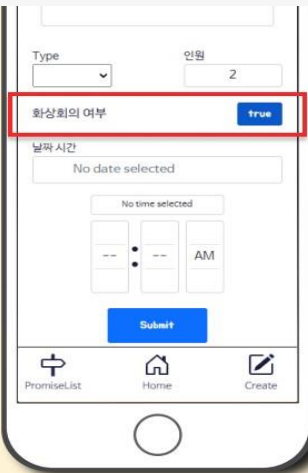 Type 인원
2
화상회의 여부 true
날짜 시간
No date selected
No time selected
-- : -- AM
Submit
PromiseList Home Create